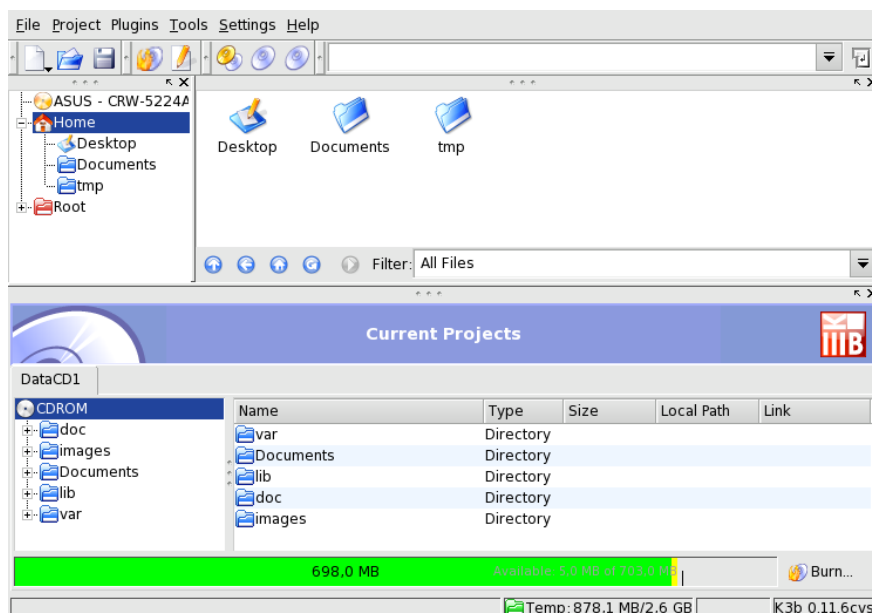 File Project Plugins Tools Settings Help
ASUS - CRW-5224A
Home
Desktop
Documents
tmp
Root
Desktop Documents tmp
Filter: All Files
Current Projects
K
B
DataCD1
CDROM
doc
images
Documents
lib
var
Name Type Size Local Path Link
var Directory
Documents Directory
lib Directory
doc Directory
images Directory
698,0 MB Available: 5,0 MB of 703,0 MB
Burn...
Temp: 878,1 MB/2,6 GB K3b 0.11.6cvs